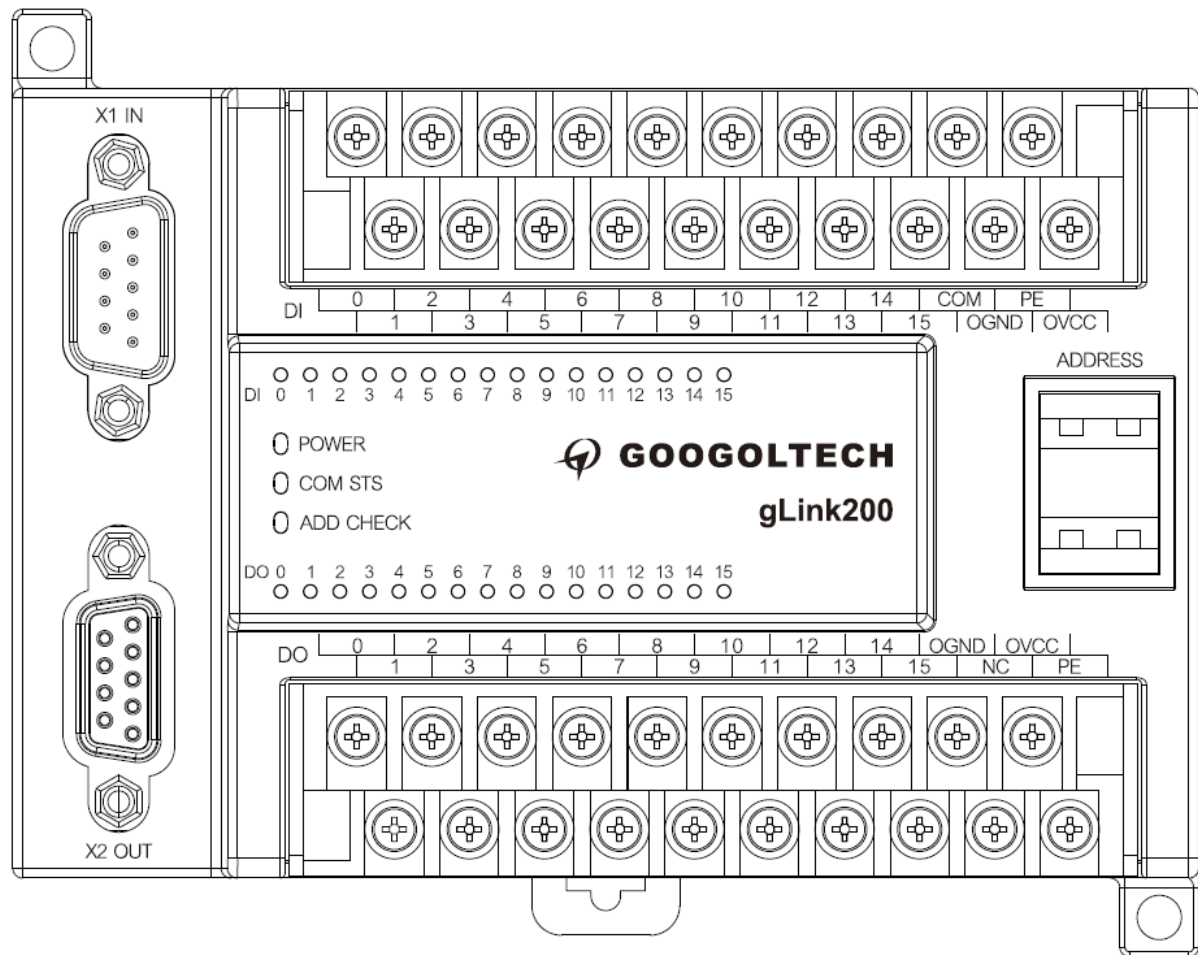 X1 IN
DI 0 2 4 6 8 10 12 14 COM PE
1 3 5 7 9 11 13 15 OGND OVCC
ADDRESS
DI 0 1 2 3 4 5 6 7 8 9 10 11 12 13 14 15
POWER
COM STS
ADD CHECK
GOOGOLTECH
gLink200
DO 0 1 2 3 4 5 6 7 8 9 10 11 12 13 14 15
DO 0 2 4 6 8 10 12 14 OGND OVCC
1 3 5 7 9 11 13 15 NC PE
X2 OUT